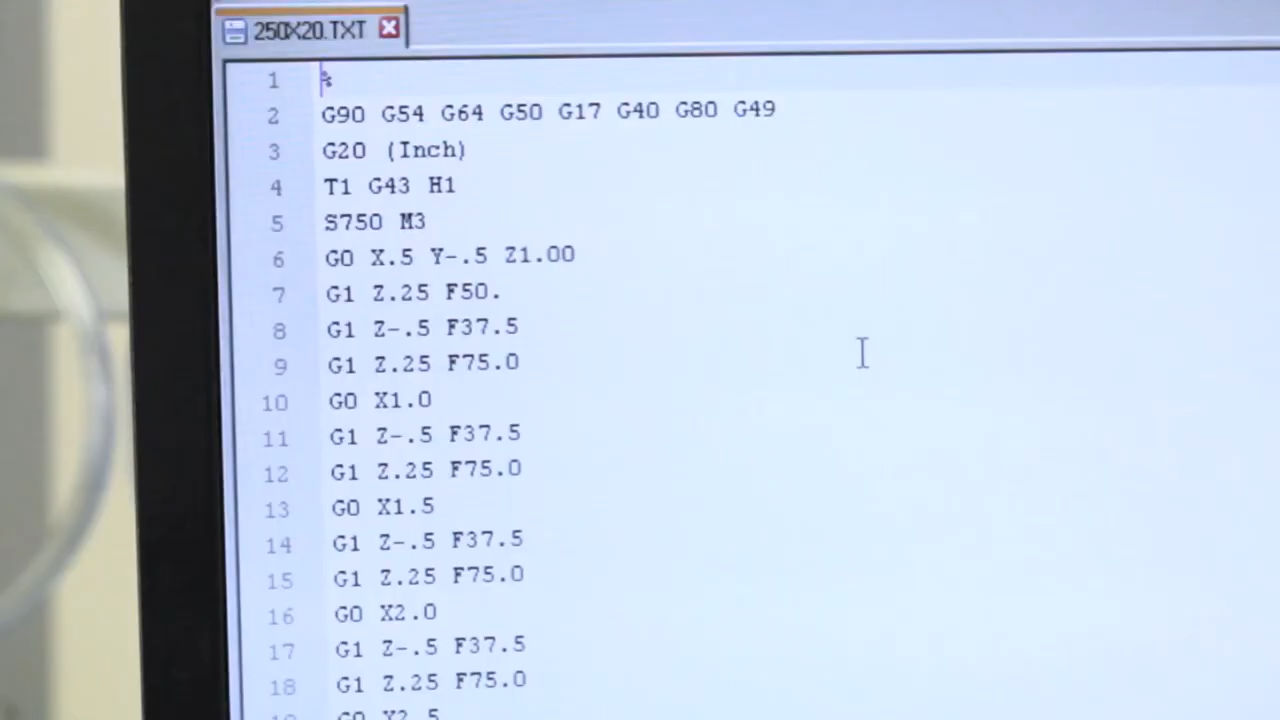 250X20.TXT
1 %
2 G90 G54 G64 G50 G17 G40 G80 G49
3 G20 (Inch)
4 T1 G43 H1
5 S750 M3
6 G0 X.5 Y-.5 Z1.00
7 G1 Z.25 F50.
8 G1 Z-.5 F37.5
9 G1 Z.25 F75.0
10 G0 X1.0
11 G1 Z-.5 F37.5
12 G1 Z.25 F75.0
13 G0 X1.5
14 G1 Z-.5 F37.5
15 G1 Z.25 F75.0
16 G0 X2.0
17 G1 Z-.5 F37.5
18 G1 Z.25 F75.0
19 G0 X2.5